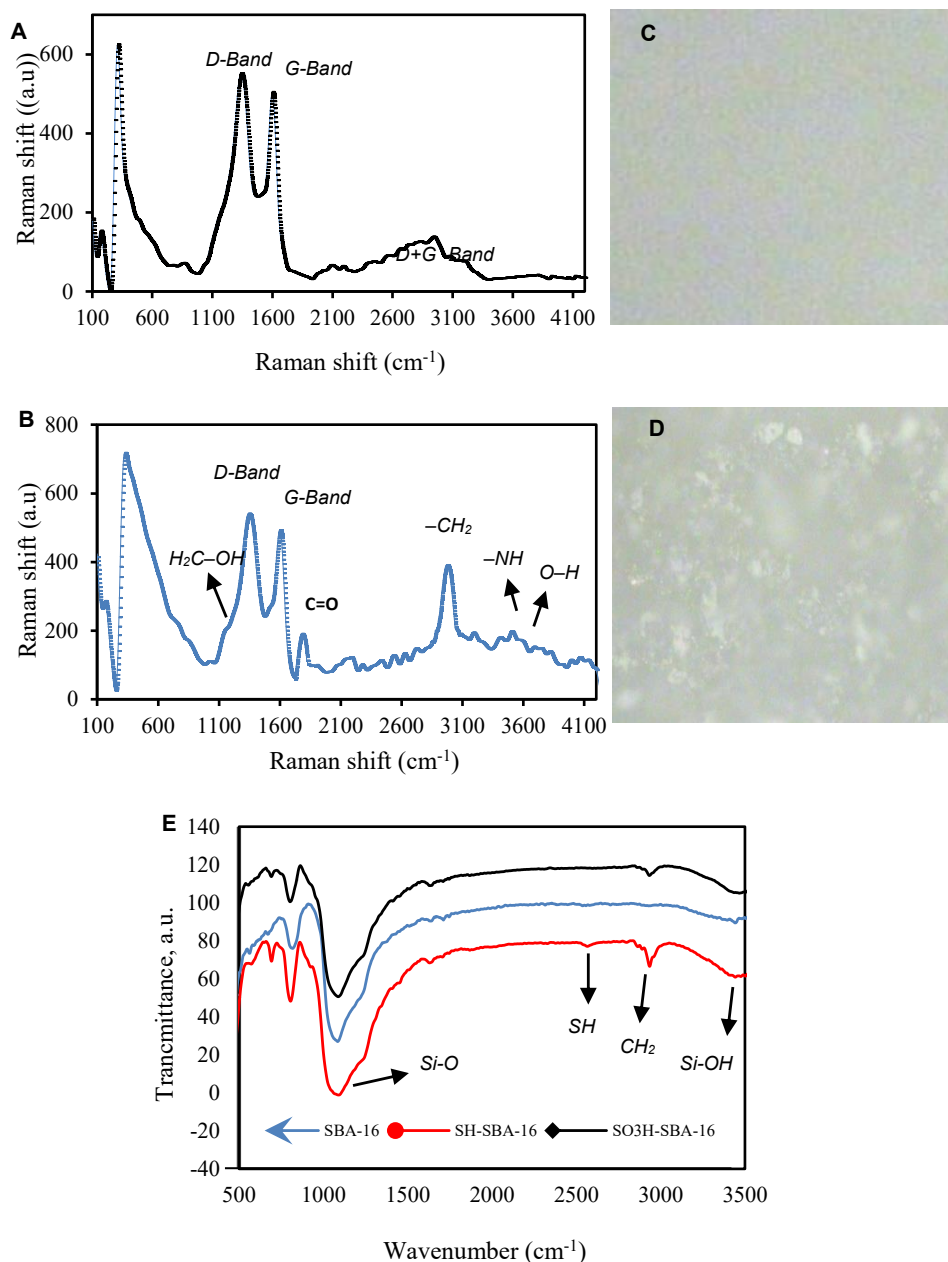 A
Raman shift ((a.u))
600
400
200
0
D-Band
G-Band
D+G Band
100 600 1100 1600 2100 2600 3100 3600 4100
Raman shift (cm-1)
C
B
Raman shift (a.u)
800
600
400
200
0
D-Band
G-Band
H2C–OH
C=O
–CH2
–NH
O–H
100 600 1100 1600 2100 2600 3100 3600 4100
Raman shift (cm-1)
D
E
Trancmittance, a.u.
140
120
100
80
60
40
20
0
-20
-40
SH
CH2
Si-OH
Si-O
SBA-16 SH-SBA-16 SO3H-SBA-16
500 1000 1500 2000 2500 3000 3500
Wavenumber (cm-1)